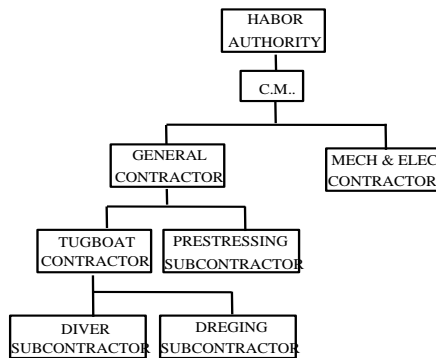 HABOR
AUTHORITY
C.M..
GENERAL
CONTRACTOR
MECH & ELEC
CONTRACTOR
TUGBOAT
CONTRACTOR
PRESTRESSING
SUBCONTRACTOR
DIVER
SUBCONTRACTOR
DREGING
SUBCONTRACTOR